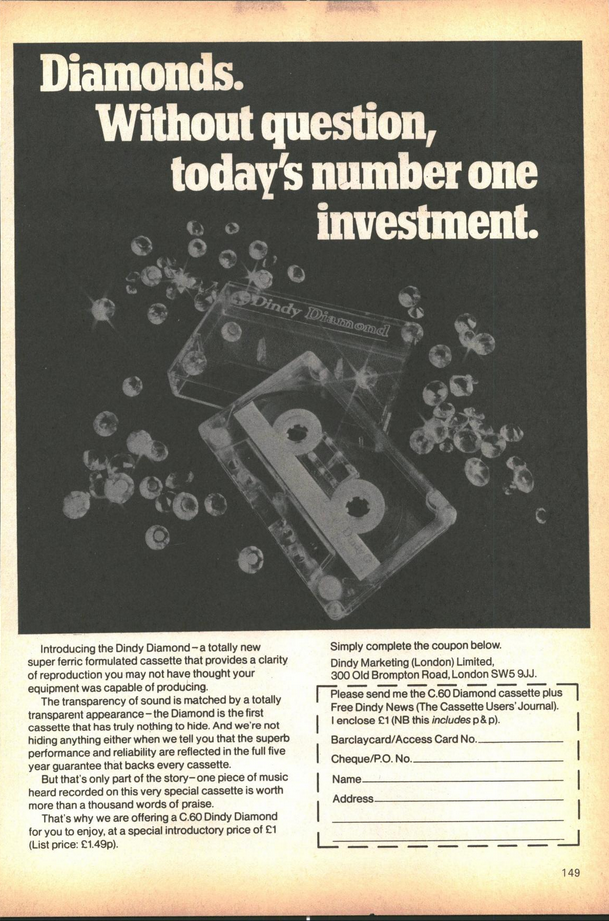 Diamonds.
Without question,
today's number one
investment.
Dindy Diamond
Introducing the Dindy Diamond – a totally new
super ferric formulated cassette that provides a clarity
of reproduction you may not have thought your
equipment was capable of producing.
The transparency of sound is matched by a totally
transparent appearance – the Diamond is the first
cassette that has truly nothing to hide. And we're not
hiding anything either when we tell you that the superb
performance and reliability are reflected in the full five
year guarantee that backs every cassette.
But that's only part of the story – one piece of music
heard recorded on this very special cassette is worth
more than a thousand words of praise.
That's why we are offering a C.60 Dindy Diamond
for you to enjoy, at a special introductory price of £1
(List price: £1.49p).
Simply complete the coupon below.
Dindy Marketing (London) Limited,
300 Old Brompton Road, London SW5 9JJ.
Please send me the C.60 Diamond cassette plus
Free Dindy News (The Cassette Users' Journal).
I enclose £1 (NB this includes p & p).
Barclaycard/Access Card No.
Cheque/P.O. No.
Name
Address
149